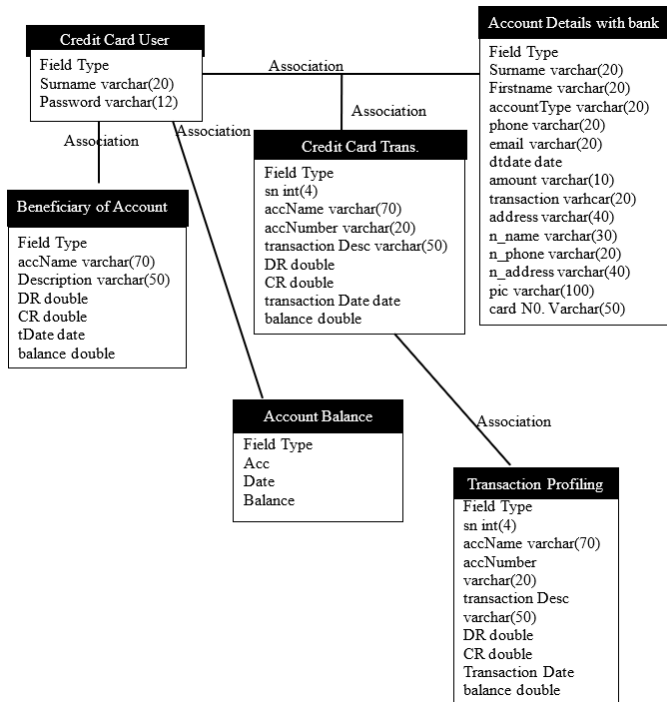 Credit Card User
Field Type
Surname varchar(20)
Password varchar(12)
Association
Account Details with bank
Field Type
Surname varchar(20)
Firstname varchar(20)
accountType varchar(20)
phone varchar(20)
email varchar(20)
dtdate date
amount varchar(10)
transaction varhcar(20)
address varchar(40)
n_name varchar(30)
n_phone varchar(20)
n_address varchar(40)
pic varchar(100)
card N0. Varchar(50)
Association
Association
Association
Credit Card Trans.
Field Type
sn int(4)
accName varchar(70)
accNumber varchar(20)
transaction Desc varchar(50)
DR double
CR double
transaction Date date
balance double
Beneficiary of Account
Field Type
accName varchar(70)
Description varchar(50)
DR double
CR double
tDate date
balance double
Account Balance
Field Type
Acc
Date
Balance
Association
Transaction Profiling
Field Type
sn int(4)
accName varchar(70)
accNumber
varchar(20)
transaction Desc
varchar(50)
DR double
CR double
Transaction Date
balance double